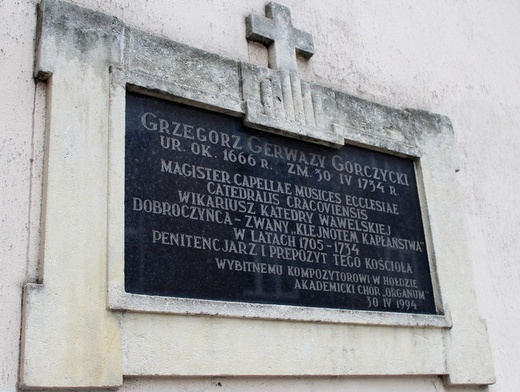 GRZEGORZ GERWAZY GORCZYCKI
UR. OK. 1666 R. ZM. 30 IV 1734 R.
MAGISTER CAPELLAE MUSICES ECCLESIAE
CATEDRALIS CRACOVIENSIS
WIKARIUSZ KATEDRY WAWELSKIEJ
DOBROCZYŃCA - ZWANY „KLEJNOTEM KAPŁAŃSTWA"
W LATACH 1705-1734
PENITENCJARZ I PREPOZYT TEGO KOŚCIOŁA
WYBITNEMU KOMPOZYTOROWI W HOŁDZIE
AKADEMICKI CHÓR „ORGANUM"
30 IV 1994